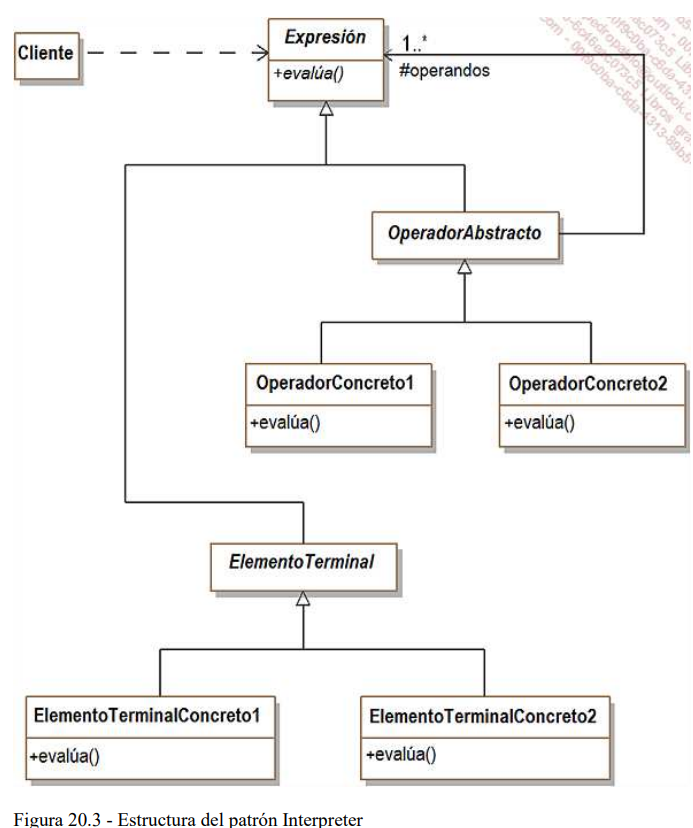 Expresión
Cliente
+evalúa()
1..*
#operandos
OperadorAbstracto
OperadorConcreto1
+evalúa()
OperadorConcreto2
+evalúa()
ElementoTerminal
ElementoTerminalConcreto1
+evalúa()
ElementoTerminalConcreto2
+evalúa()
Figura 20.3 - Estructura del patrón Interpreter